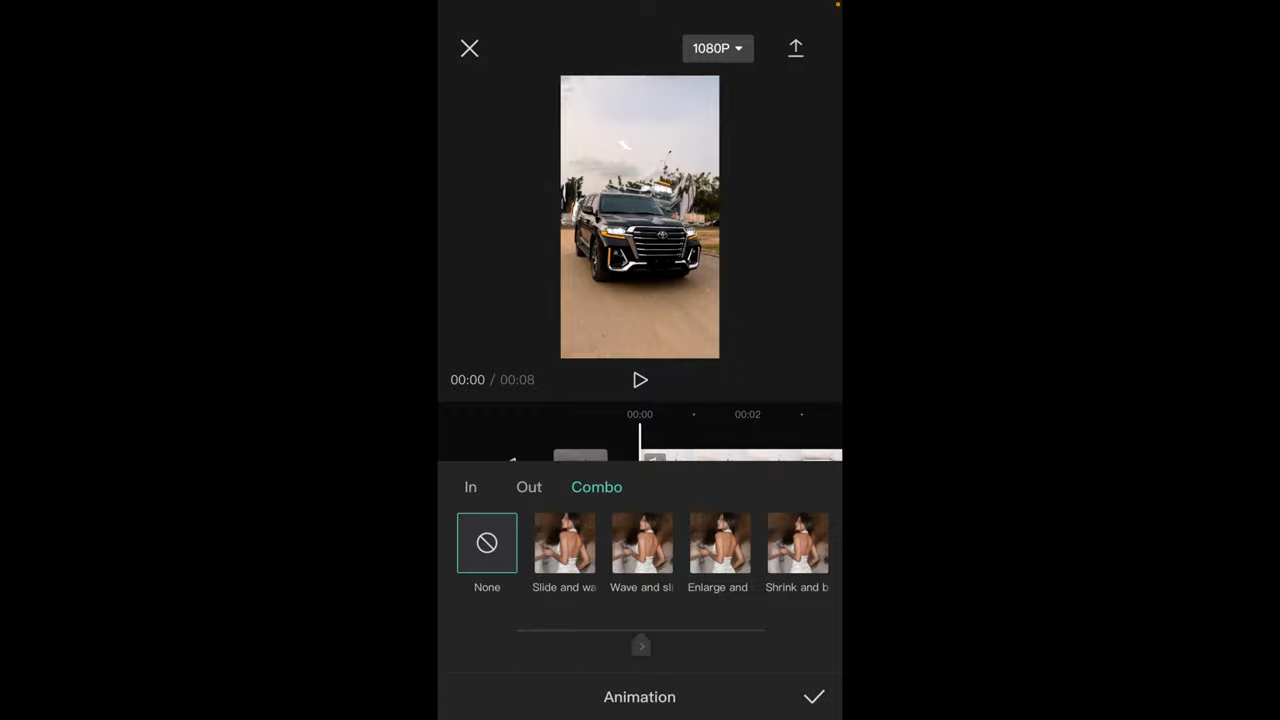 1080P
00:00 / 00:08
00:00 00:02
In Out Combo
None Slide and wa Wave and sli Enlarge and Shrink and b
Animation